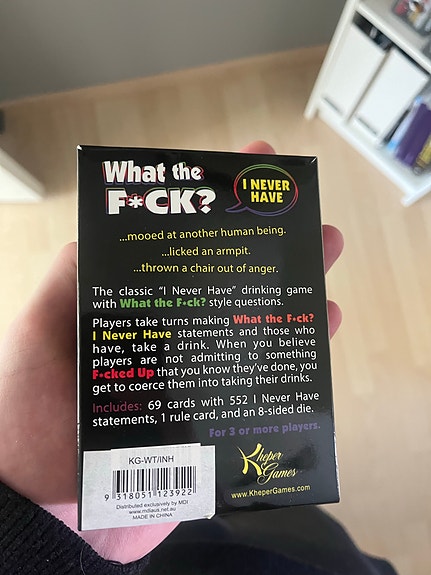 What the
F*CK?
I NEVER
HAVE
...mooed at another human being.
...licked an armpit.
...thrown a chair out of anger.
The classic "I Never Have" drinking game
with What the F*ck? style questions.
Players take turns making What the F*ck?
I Never Have statements and those who
have, take a drink. When you believe
players are not admitting to something
F*cked Up that you know they've done, you
get to coerce them into taking their drinks.
Includes: 69 cards with 552 I Never Have
statements, 1 rule card, and an 8-sided die.
For 3 or more players.
KG-WT/INH
9 318051 123922
Distributed exclusively by MDI
www.mdiaus.net.au
MADE IN CHINA
Kheper
Games
www.KheperGames.com